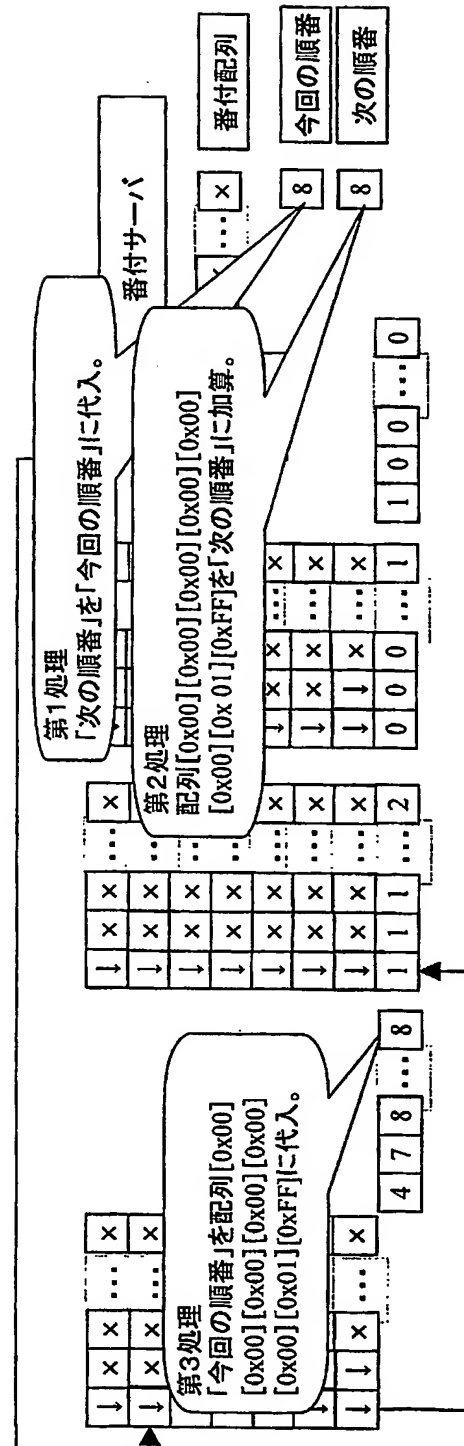 番付サーバ
第1処理
「次の順番」を「今回の順番」に代入。
第2処理
配列[0x00][0x00][0x00][0x00][0x00]
[0x00][0x 01][0xFF]を「次の順番」に加算。
第3処理
「今回の順番」を配列[0x00]
[0x00][0x00][0x00][0x00]
[0x00][0x01][0xFF]に代入。
↓ × × … ×
↓ × × … ×
↓ ↓ × … ×
4 7 8 … 8
↓ × × … ×
↓ × × …
↓ × × …
↓ × × … ×
↓ × × … ×
↓ × × … ×
↓ × × … ×
1 1 1 … 2
↓ × × … ×
↓ × × … ×
↓ ↓ × … ×
0 0 0 … 1
1 0 0 … 0
… × 番付配列
8 今回の順番
8 次の順番